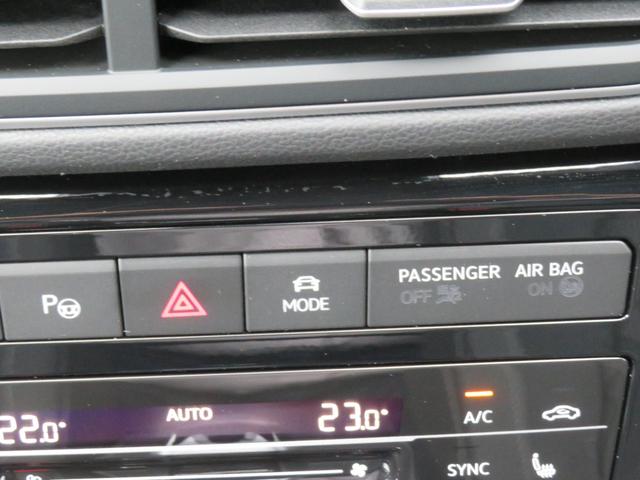 P
MODE
PASSENGER AIR BAG
OFF ON
22.0° AUTO 23.0° A/C
SYNC